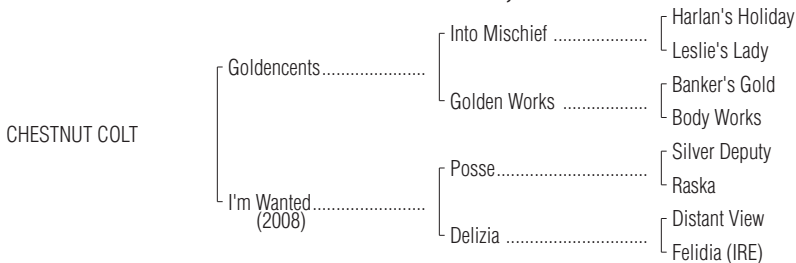 Harlan's Holiday
Into Mischief ......................
Leslie's Lady
Goldencents.......................
Banker's Gold
Golden Works ....................
Body Works
CHESTNUT COLT
Silver Deputy
Posse.............................
Raska
I'm Wanted.........................
(2008)
Distant View
Delizia ................................
Felidia (IRE)